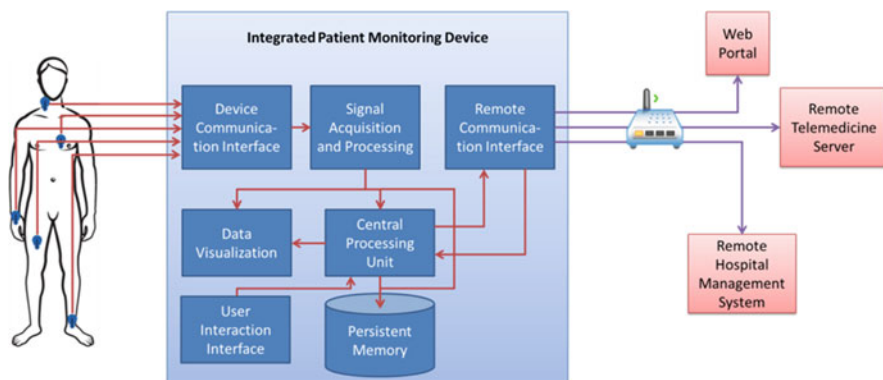 Integrated Patient Monitoring Device
Device
Communica-
tion Interface
Signal
Acquisition
and Processing
Remote
Communica-
tion Interface
Web
Portal
Remote
Telemedicine
Server
Data
Visualization
Central
Processing
Unit
Remote
Hospital
Management
System
User
Interaction
Interface
Persistent
Memory